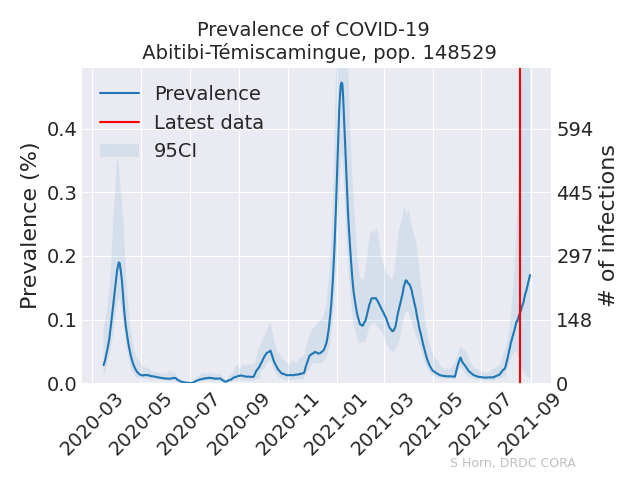 Prevalence of COVID-19
Abitibi-Témiscamingue, pop. 148529
Prevalence
Latest data
95CI
Prevalence (%)
0.4
0.3
0.2
0.1
0.0
594
445
297
148
0
# of infections
2020-03
2020-05
2020-07
2020-09
2020-11
2021-01
2021-03
2021-05
2021-07
2021-09
S Horn, DRDC CORA